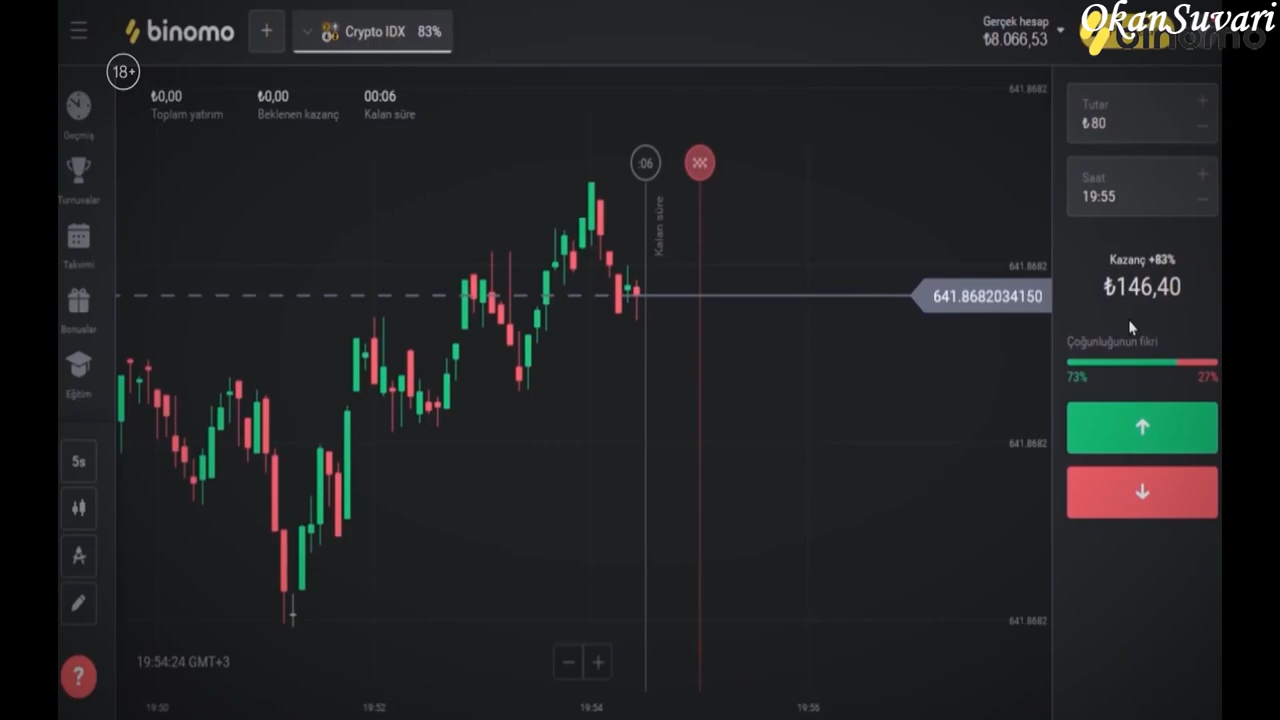 OkanSuvari
binomo
+
Crypto IDX 83%
Gerçek hesap
₺8.066,53
binomo
18+
₺0,00
Toplam yatırım
₺0,00
Beklenen kazanç
00:06
Kalan süre
641.8682
Geçmiş
Turnuvalar
Takvimi
Bonuslar
Eğitim
5s
?
:06
Kalan süre
641.8682
641.8682034150
641.8682
641.8682
Tutar
₺80
+
−
Saat
19:55
+
−
Kazanç +83%
₺146,40
Çoğunluğunun fikri
73% 27%
↑
↓
19:54:24 GMT+3
− +
19:50 19:52 19:54 19:56